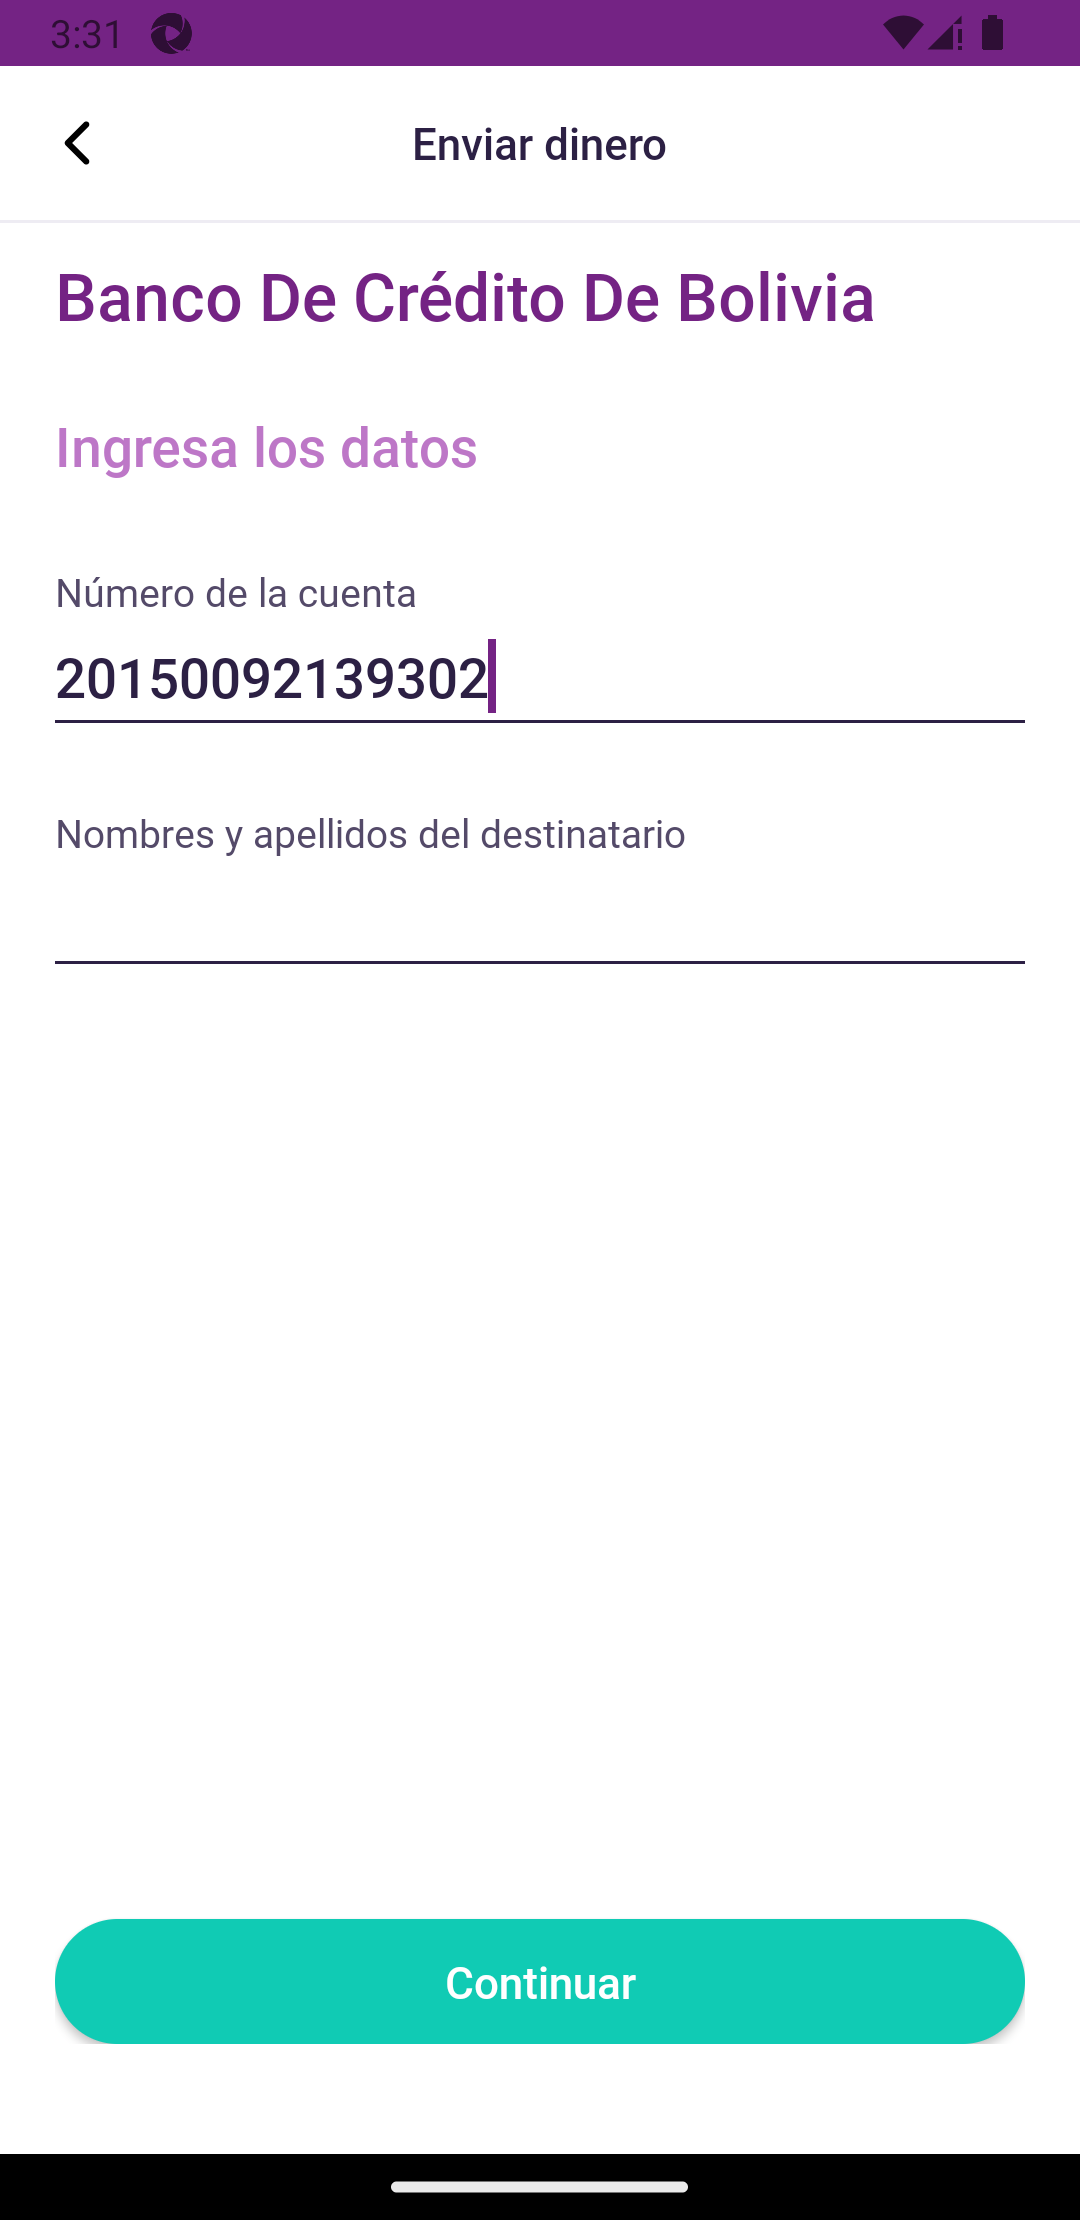 3:31
Enviar dinero
Banco De Crédito De Bolivia
Ingresa los datos
Número de la cuenta
20150092139302
Nombres y apellidos del destinatario
Continuar